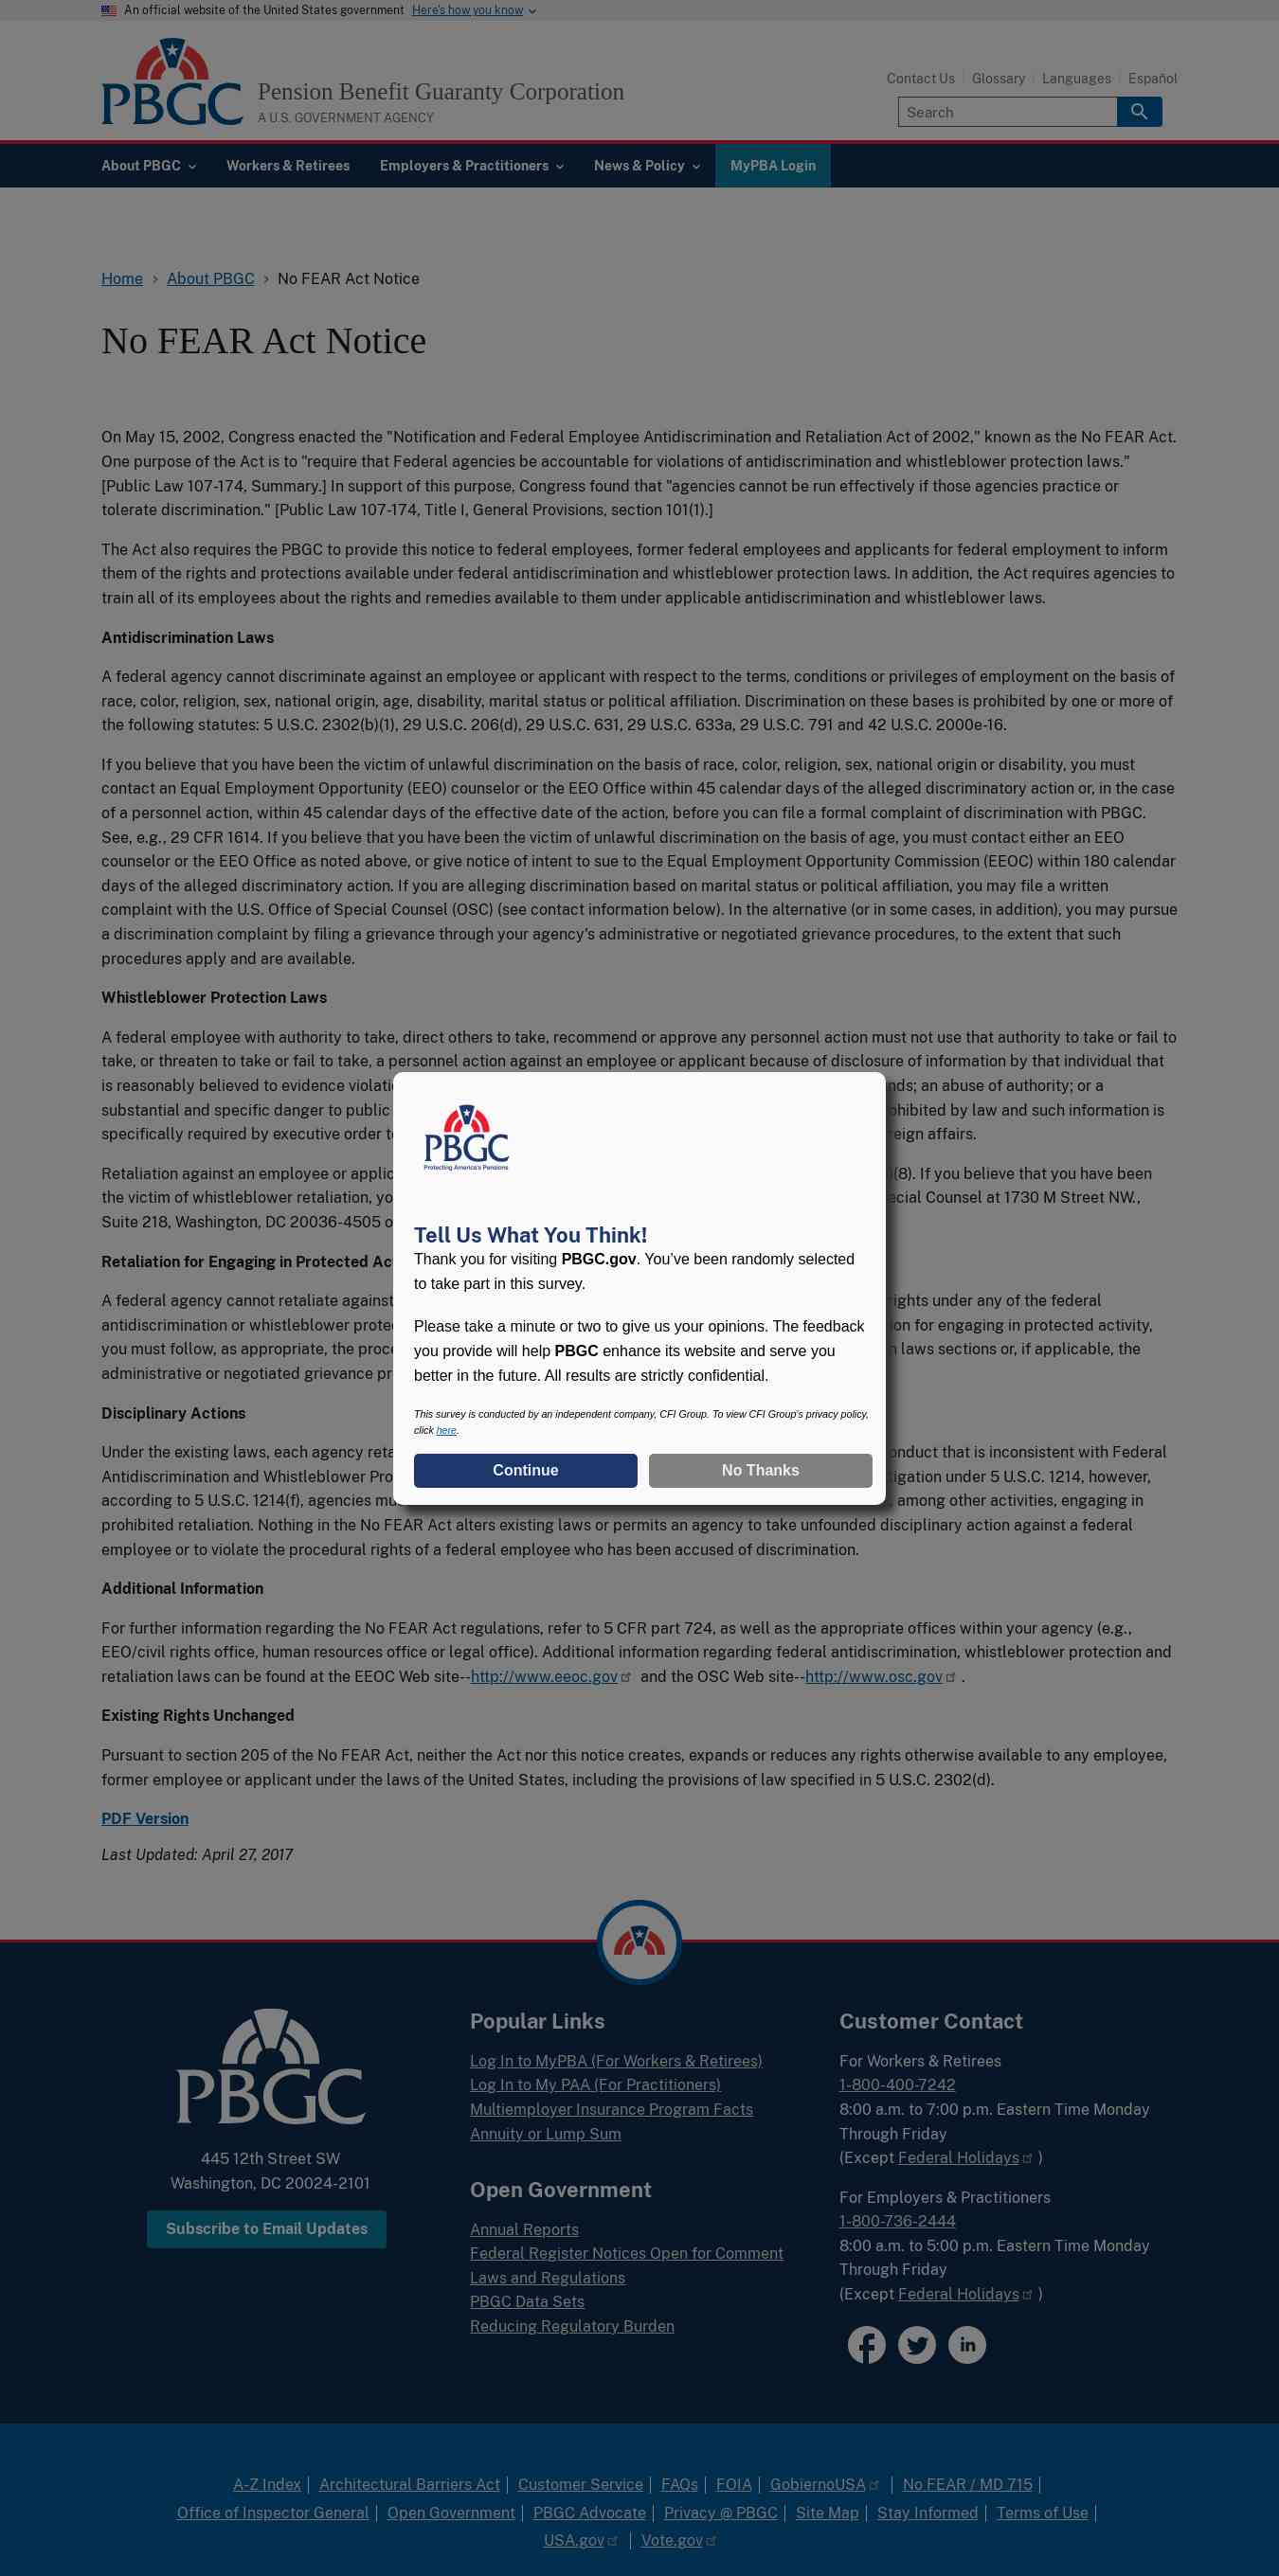 An official website of the United States government Here's how you know
PBGC
Pension Benefit Guaranty Corporation
A U.S. GOVERNMENT AGENCY
Contact Us Glossary Languages Español
Search
About PBGC Workers & Retirees Employers & Practitioners News & Policy MyPBA Login
Home > About PBGC > No FEAR Act Notice
No FEAR Act Notice
On May 15, 2002, Congress enacted the "Notification and Federal Employee Antidiscrimination and Retaliation Act of 2002," known as the No FEAR Act.
One purpose of the Act is to "require that Federal agencies be accountable for violations of antidiscrimination and whistleblower protection laws."
[Public Law 107-174, Summary.] In support of this purpose, Congress found that "agencies cannot be run effectively if those agencies practice or
tolerate discrimination." [Public Law 107-174, Title I, General Provisions, section 101(1).]
The Act also requires the PBGC to provide this notice to federal employees, former federal employees and applicants for federal employment to inform
them of the rights and protections available under federal antidiscrimination and whistleblower protection laws. In addition, the Act requires agencies to
train all of its employees about the rights and remedies available to them under applicable antidiscrimination and whistleblower laws.
Antidiscrimination Laws
A federal agency cannot discriminate against an employee or applicant with respect to the terms, conditions or privileges of employment on the basis of
race, color, religion, sex, national origin, age, disability, marital status or political affiliation. Discrimination on these bases is prohibited by one or more of
the following statutes: 5 U.S.C. 2302(b)(1), 29 U.S.C. 206(d), 29 U.S.C. 631, 29 U.S.C. 633a, 29 U.S.C. 791 and 42 U.S.C. 2000e-16.
If you believe that you have been the victim of unlawful discrimination on the basis of race, color, religion, sex, national origin or disability, you must
contact an Equal Employment Opportunity (EEO) counselor or the EEO Office within 45 calendar days of the alleged discriminatory action or, in the case
of a personnel action, within 45 calendar days of the effective date of the action, before you can file a formal complaint of discrimination with PBGC.
See, e.g., 29 CFR 1614. If you believe that you have been the victim of unlawful discrimination on the basis of age, you must contact either an EEO
counselor or the EEO Office as noted above, or give notice of intent to sue to the Equal Employment Opportunity Commission (EEOC) within 180 calendar
days of the alleged discriminatory action. If you are alleging discrimination based on marital status or political affiliation, you may file a written
complaint with the U.S. Office of Special Counsel (OSC) (see contact information below). In the alternative (or in some cases, in addition), you may pursue
a discrimination complaint by filing a grievance through your agency's administrative or negotiated grievance procedures, to the extent that such
procedures apply and are available.
Whistleblower Protection Laws
A federal employee with authority to take, direct others to take, recommend or approve any personnel action must not use that authority to take or fail to
take, or threaten to take or fail to take, a personnel action against an employee or applicant because of disclosure of information by that individual that
is reasonably believed to evidence violatio nds; an abuse of authority; or a
substantial and specific danger to public ohibited by law and such information is
specifically required by executive order to eign affairs.
Retaliation against an employee or applic (8). If you believe that you have been
the victim of whistleblower retaliation, yo ecial Counsel at 1730 M Street NW.,
Suite 218, Washington, DC 20036-4505 o
Retaliation for Engaging in Protected Ac
A federal agency cannot retaliate against rights under any of the federal
antidiscrimination or whistleblower prote on for engaging in protected activity,
you must follow, as appropriate, the proce n laws sections or, if applicable, the
administrative or negotiated grievance pr
Disciplinary Actions
Under the existing laws, each agency reta onduct that is inconsistent with Federal
Antidiscrimination and Whistleblower Pro igation under 5 U.S.C. 1214, however,
according to 5 U.S.C. 1214(f), agencies mu , among other activities, engaging in
prohibited retaliation. Nothing in the No FEAR Act alters existing laws or permits an agency to take unfounded disciplinary action against a federal
employee or to violate the procedural rights of a federal employee who has been accused of discrimination.
PBGC
Protecting America's Pensions
Tell Us What You Think!
Thank you for visiting PBGC.gov. You've been randomly selected
to take part in this survey.
Please take a minute or two to give us your opinions. The feedback
you provide will help PBGC enhance its website and serve you
better in the future. All results are strictly confidential.
This survey is conducted by an independent company, CFI Group. To view CFI Group's privacy policy,
click here.
Continue No Thanks
Additional Information
For further information regarding the No FEAR Act regulations, refer to 5 CFR part 724, as well as the appropriate offices within your agency (e.g.,
EEO/civil rights office, human resources office or legal office). Additional information regarding federal antidiscrimination, whistleblower protection and
retaliation laws can be found at the EEOC Web site--http://www.eeoc.gov and the OSC Web site--http://www.osc.gov .
Existing Rights Unchanged
Pursuant to section 205 of the No FEAR Act, neither the Act nor this notice creates, expands or reduces any rights otherwise available to any employee,
former employee or applicant under the laws of the United States, including the provisions of law specified in 5 U.S.C. 2302(d).
PDF Version
Last Updated: April 27, 2017
PBGC
445 12th Street SW
Washington, DC 20024-2101
Subscribe to Email Updates
Popular Links
Log In to MyPBA (For Workers & Retirees)
Log In to My PAA (For Practitioners)
Multiemployer Insurance Program Facts
Annuity or Lump Sum
Open Government
Annual Reports
Federal Register Notices Open for Comment
Laws and Regulations
PBGC Data Sets
Reducing Regulatory Burden
Customer Contact
For Workers & Retirees
1-800-400-7242
8:00 a.m. to 7:00 p.m. Eastern Time Monday
Through Friday
(Except Federal Holidays )
For Employers & Practitioners
1-800-736-2444
8:00 a.m. to 5:00 p.m. Eastern Time Monday
Through Friday
(Except Federal Holidays )
in
A-Z Index | Architectural Barriers Act | Customer Service | FAQs | FOIA | GobiernoUSA | No FEAR / MD 715 |
Office of Inspector General | Open Government | PBGC Advocate | Privacy @ PBGC | Site Map | Stay Informed | Terms of Use |
USA.gov | Vote.gov